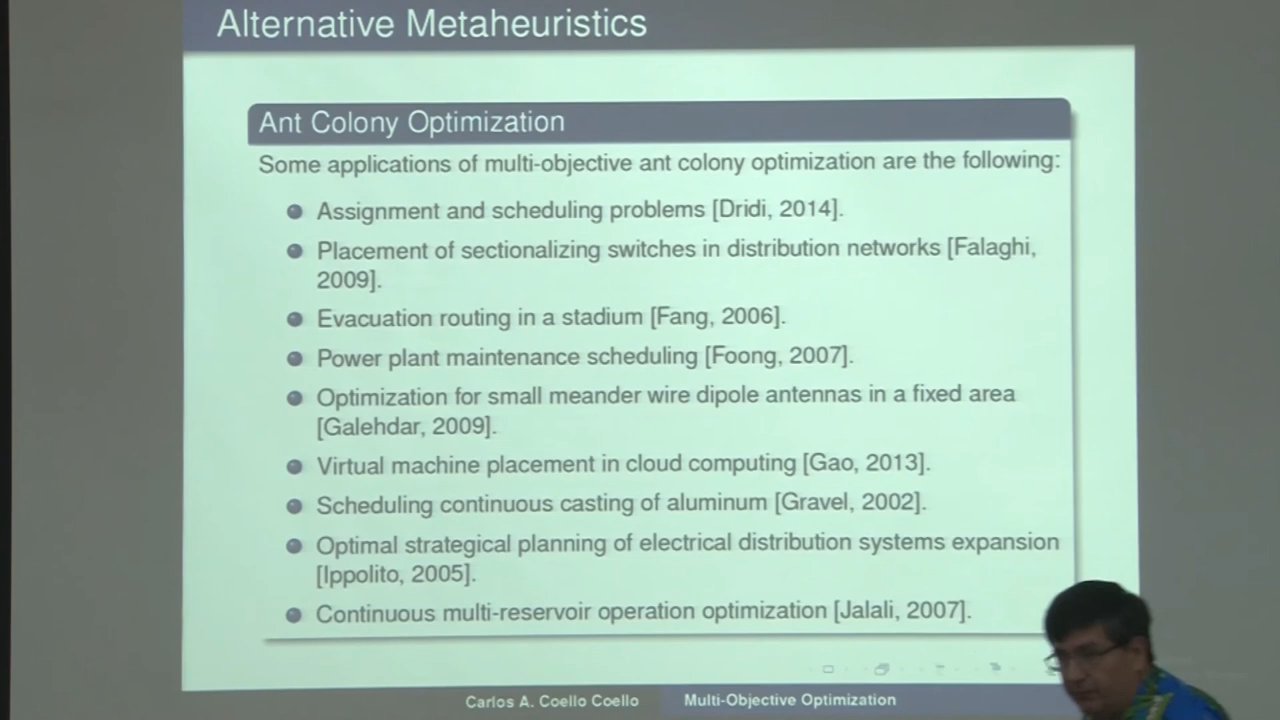 Alternative Metaheuristics
Ant Colony Optimization
Some applications of multi-objective ant colony optimization are the following:
Assignment and scheduling problems [Dridi, 2014].
Placement of sectionalizing switches in distribution networks [Falaghi,
2009].
Evacuation routing in a stadium [Fang, 2006].
Power plant maintenance scheduling [Foong, 2007].
Optimization for small meander wire dipole antennas in a fixed area
[Galehdar, 2009].
Virtual machine placement in cloud computing [Gao, 2013].
Scheduling continuous casting of aluminum [Gravel, 2002].
Optimal strategical planning of electrical distribution systems expansion
[Ippolito, 2005].
Continuous multi-reservoir operation optimization [Jalali, 2007].
Carlos A. Coello Coello Multi-Objective Optimization